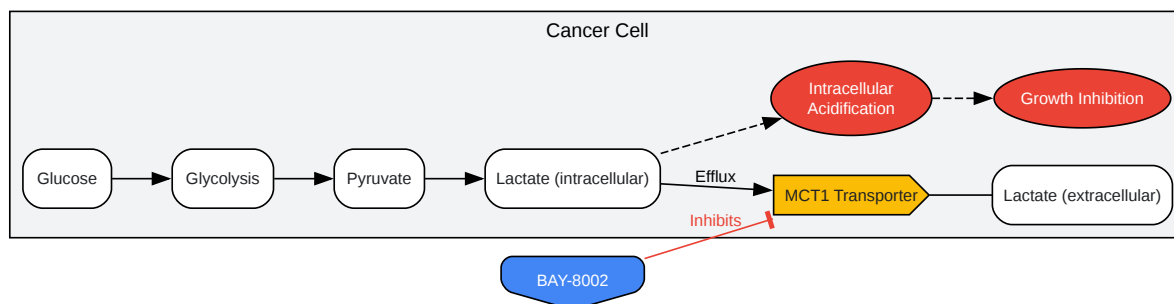 Cancer Cell
Intracellular
Acidification
Growth Inhibition
Glucose
Glycolysis
Pyruvate
Lactate (intracellular)
Efflux
MCT1 Transporter
Lactate (extracellular)
Inhibits
BAY-8002